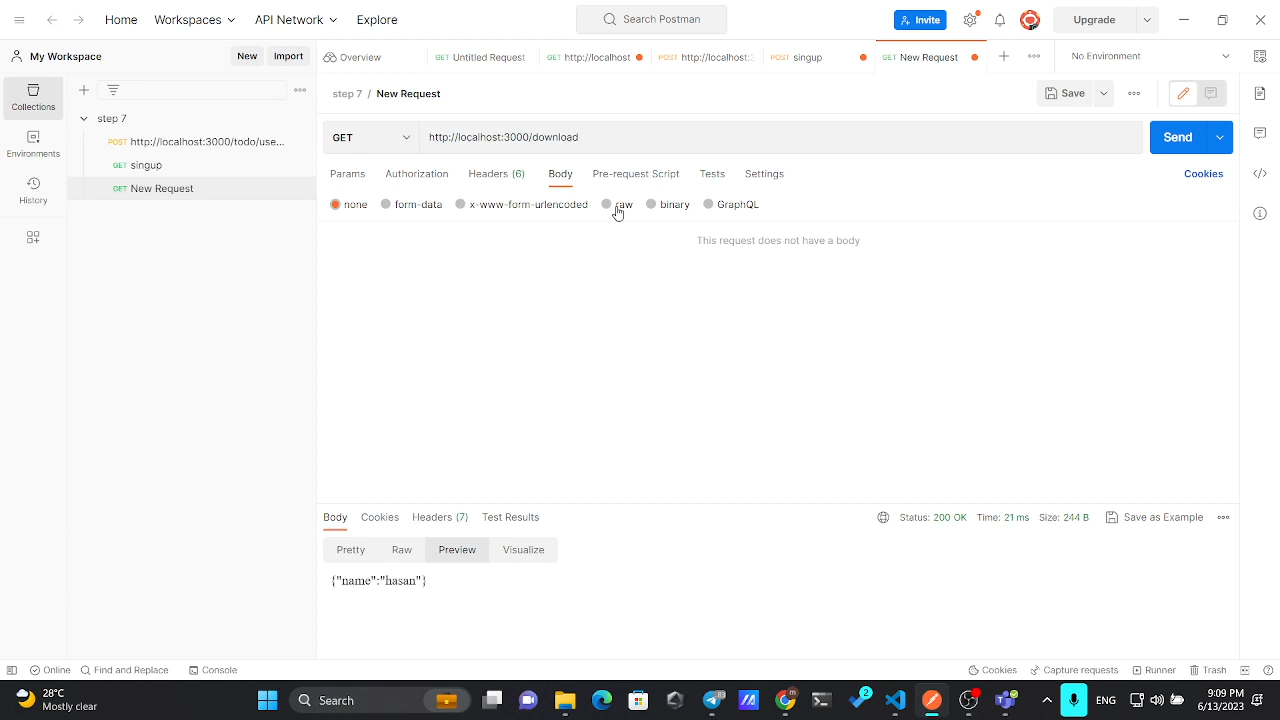 Home Workspaces API Network Explore
Search Postman
Invite
Upgrade
My Workspace
New Import
Overview
GET Untitled Request
GET http://localhost
POST http://localhost:
POST singup
GET New Request
No Environment
Collections
Environments
History
step 7
POST http://localhost:3000/todo/use...
GET singup
GET New Request
step 7 / New Request
Save
GET http://localhost:3000/download
Send
Params Authorization Headers (6) Body Pre-request Script Tests Settings
Cookies
none form-data x-www-form-urlencoded raw binary GraphQL
This request does not have a body
Body Cookies Headers (7) Test Results
Status: 200 OK Time: 21 ms Size: 244 B Save as Example
Pretty Raw Preview Visualize
{"name":"hasan"}
Online Find and Replace Console
Cookies Capture requests Runner Trash
28°C
Mostly clear
Search
83
m
2
ENG
9:09 PM
6/13/2023